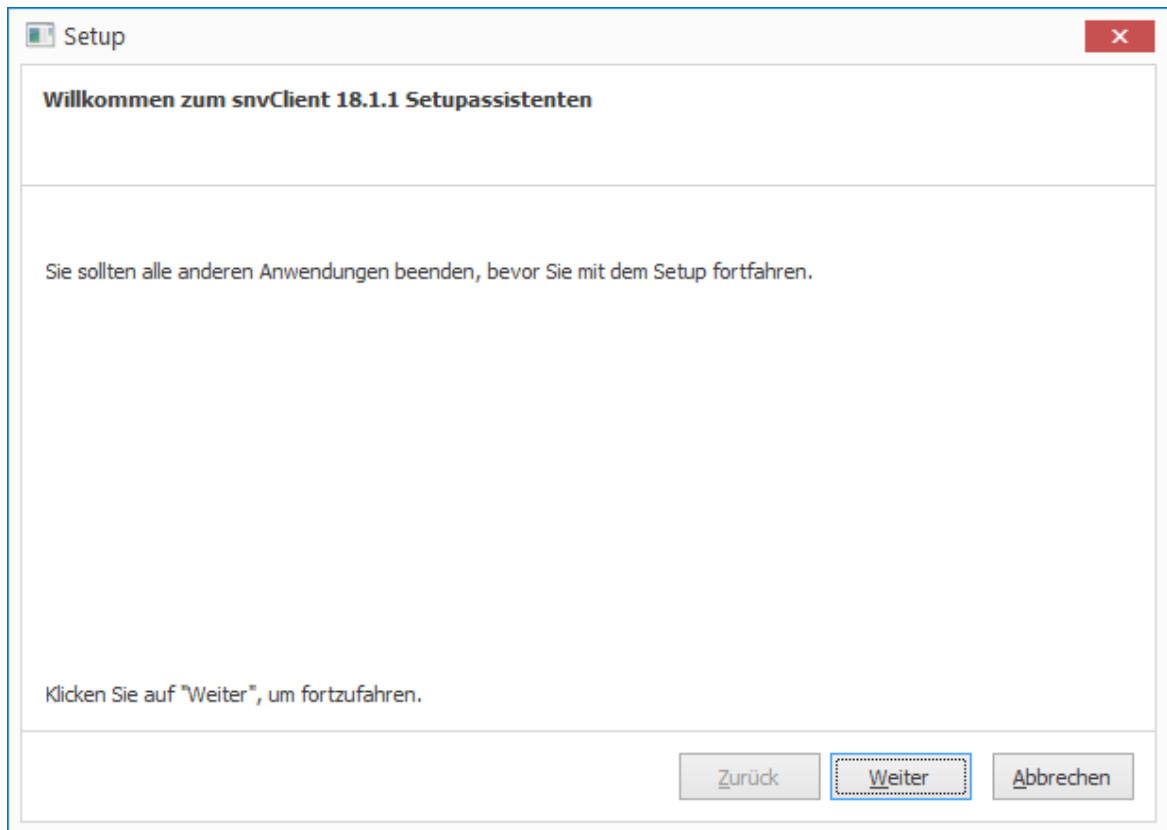 Setup
Willkommen zum snvClient 18.1.1 Setupassistenten
Sie sollten alle anderen Anwendungen beenden, bevor Sie mit dem Setup fortfahren.
Klicken Sie auf "Weiter", um fortzufahren.
Zurück Weiter Abbrechen